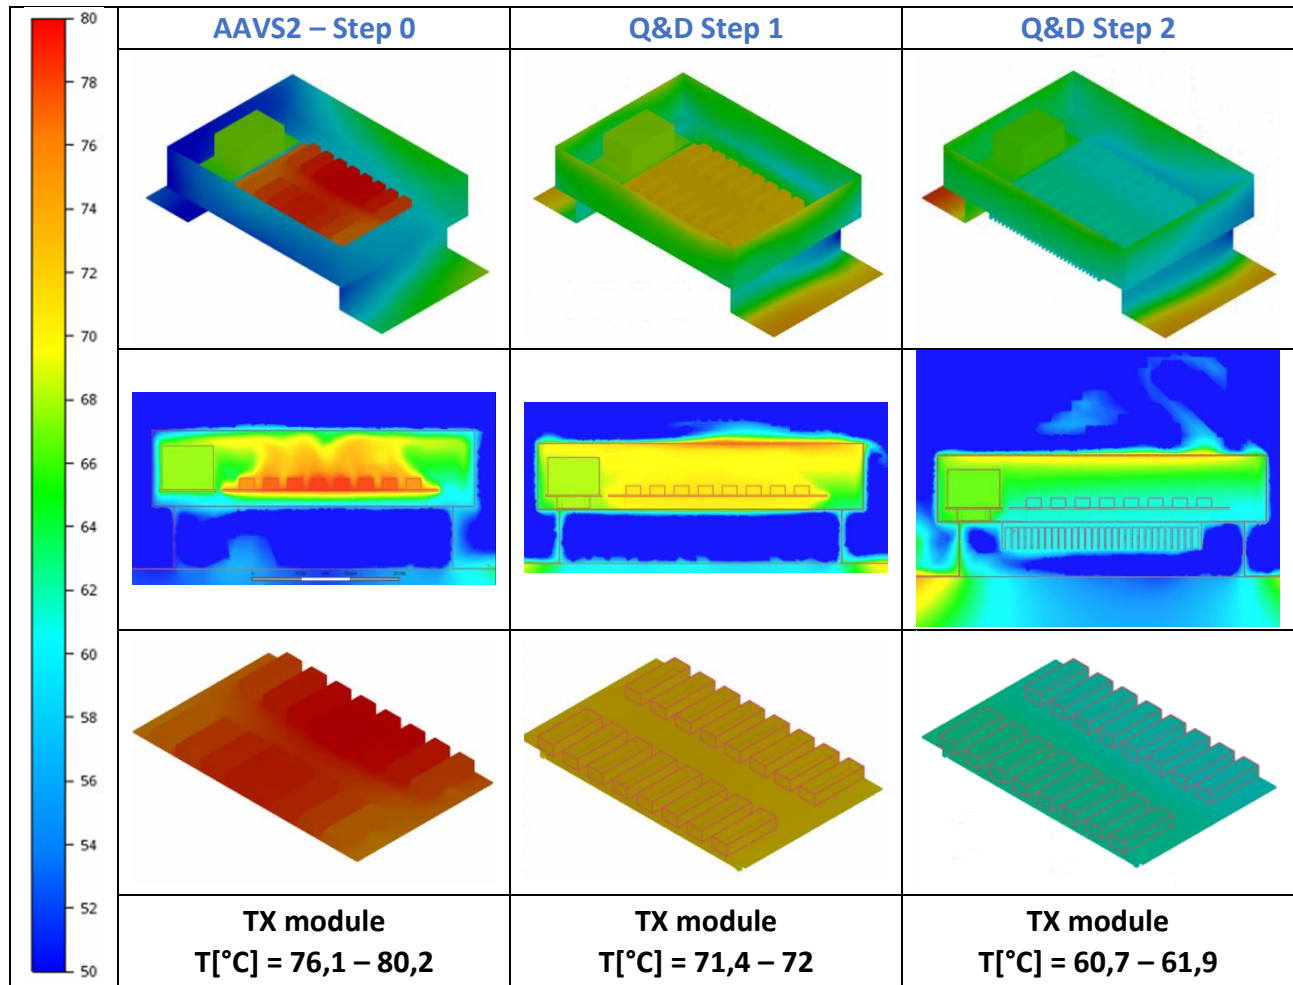 80
78
76
74
72
70
68
66
64
62
60
58
56
54
52
50
AAVS2 – Step 0
Q&D Step 1
Q&D Step 2
TX module
T[°C] = 76,1 – 80,2
TX module
T[°C] = 71,4 – 72
TX module
T[°C] = 60,7 – 61,9